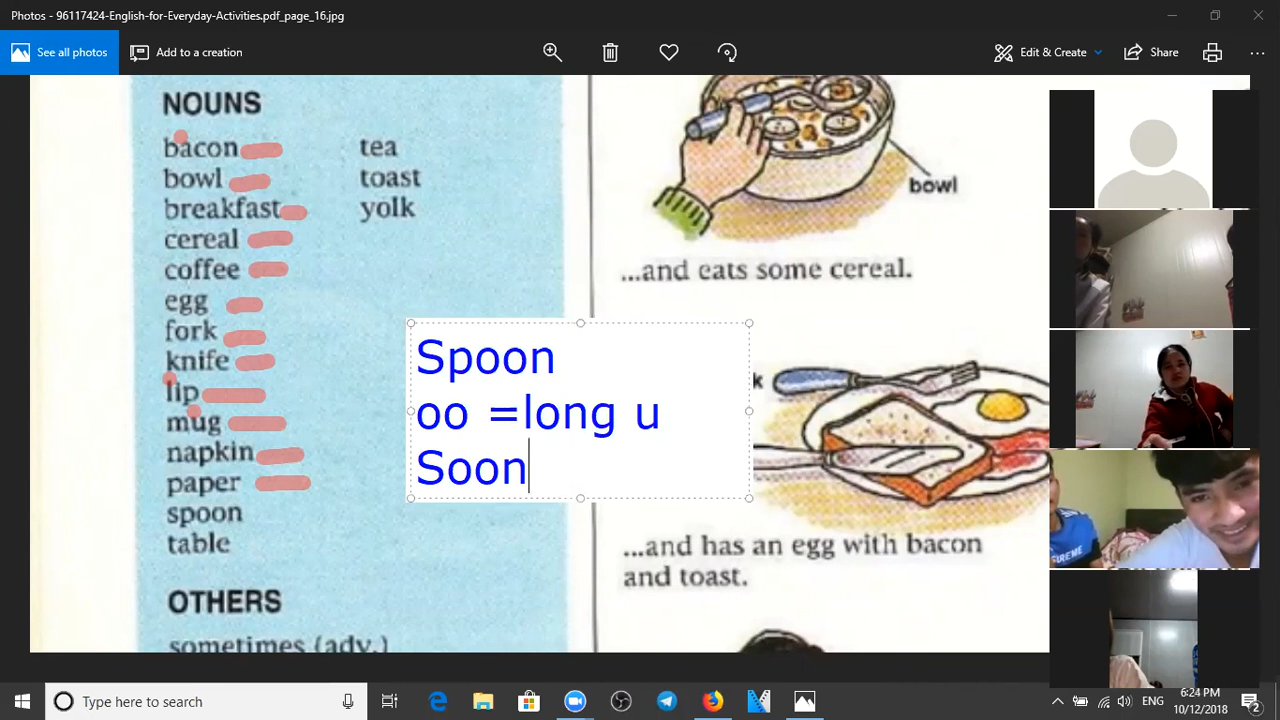 Photos - 96117424-English-for-Everyday-Activities.pdf_page_16.jpg
See all photos
Add to a creation
Edit & Create
Share
NOUNS
bacon
bowl
breakfast
cereal
coffee
egg
fork
knife
lip
mug
napkin
paper
spoon
table
tea
toast
yolk
OTHERS
sometimes (adv.)
bowl
...and eats some cereal.
Spoon
oo =long u
Soon
...and has an egg with bacon
and toast.
Type here to search
ENG
6:24 PM
10/12/2018
2